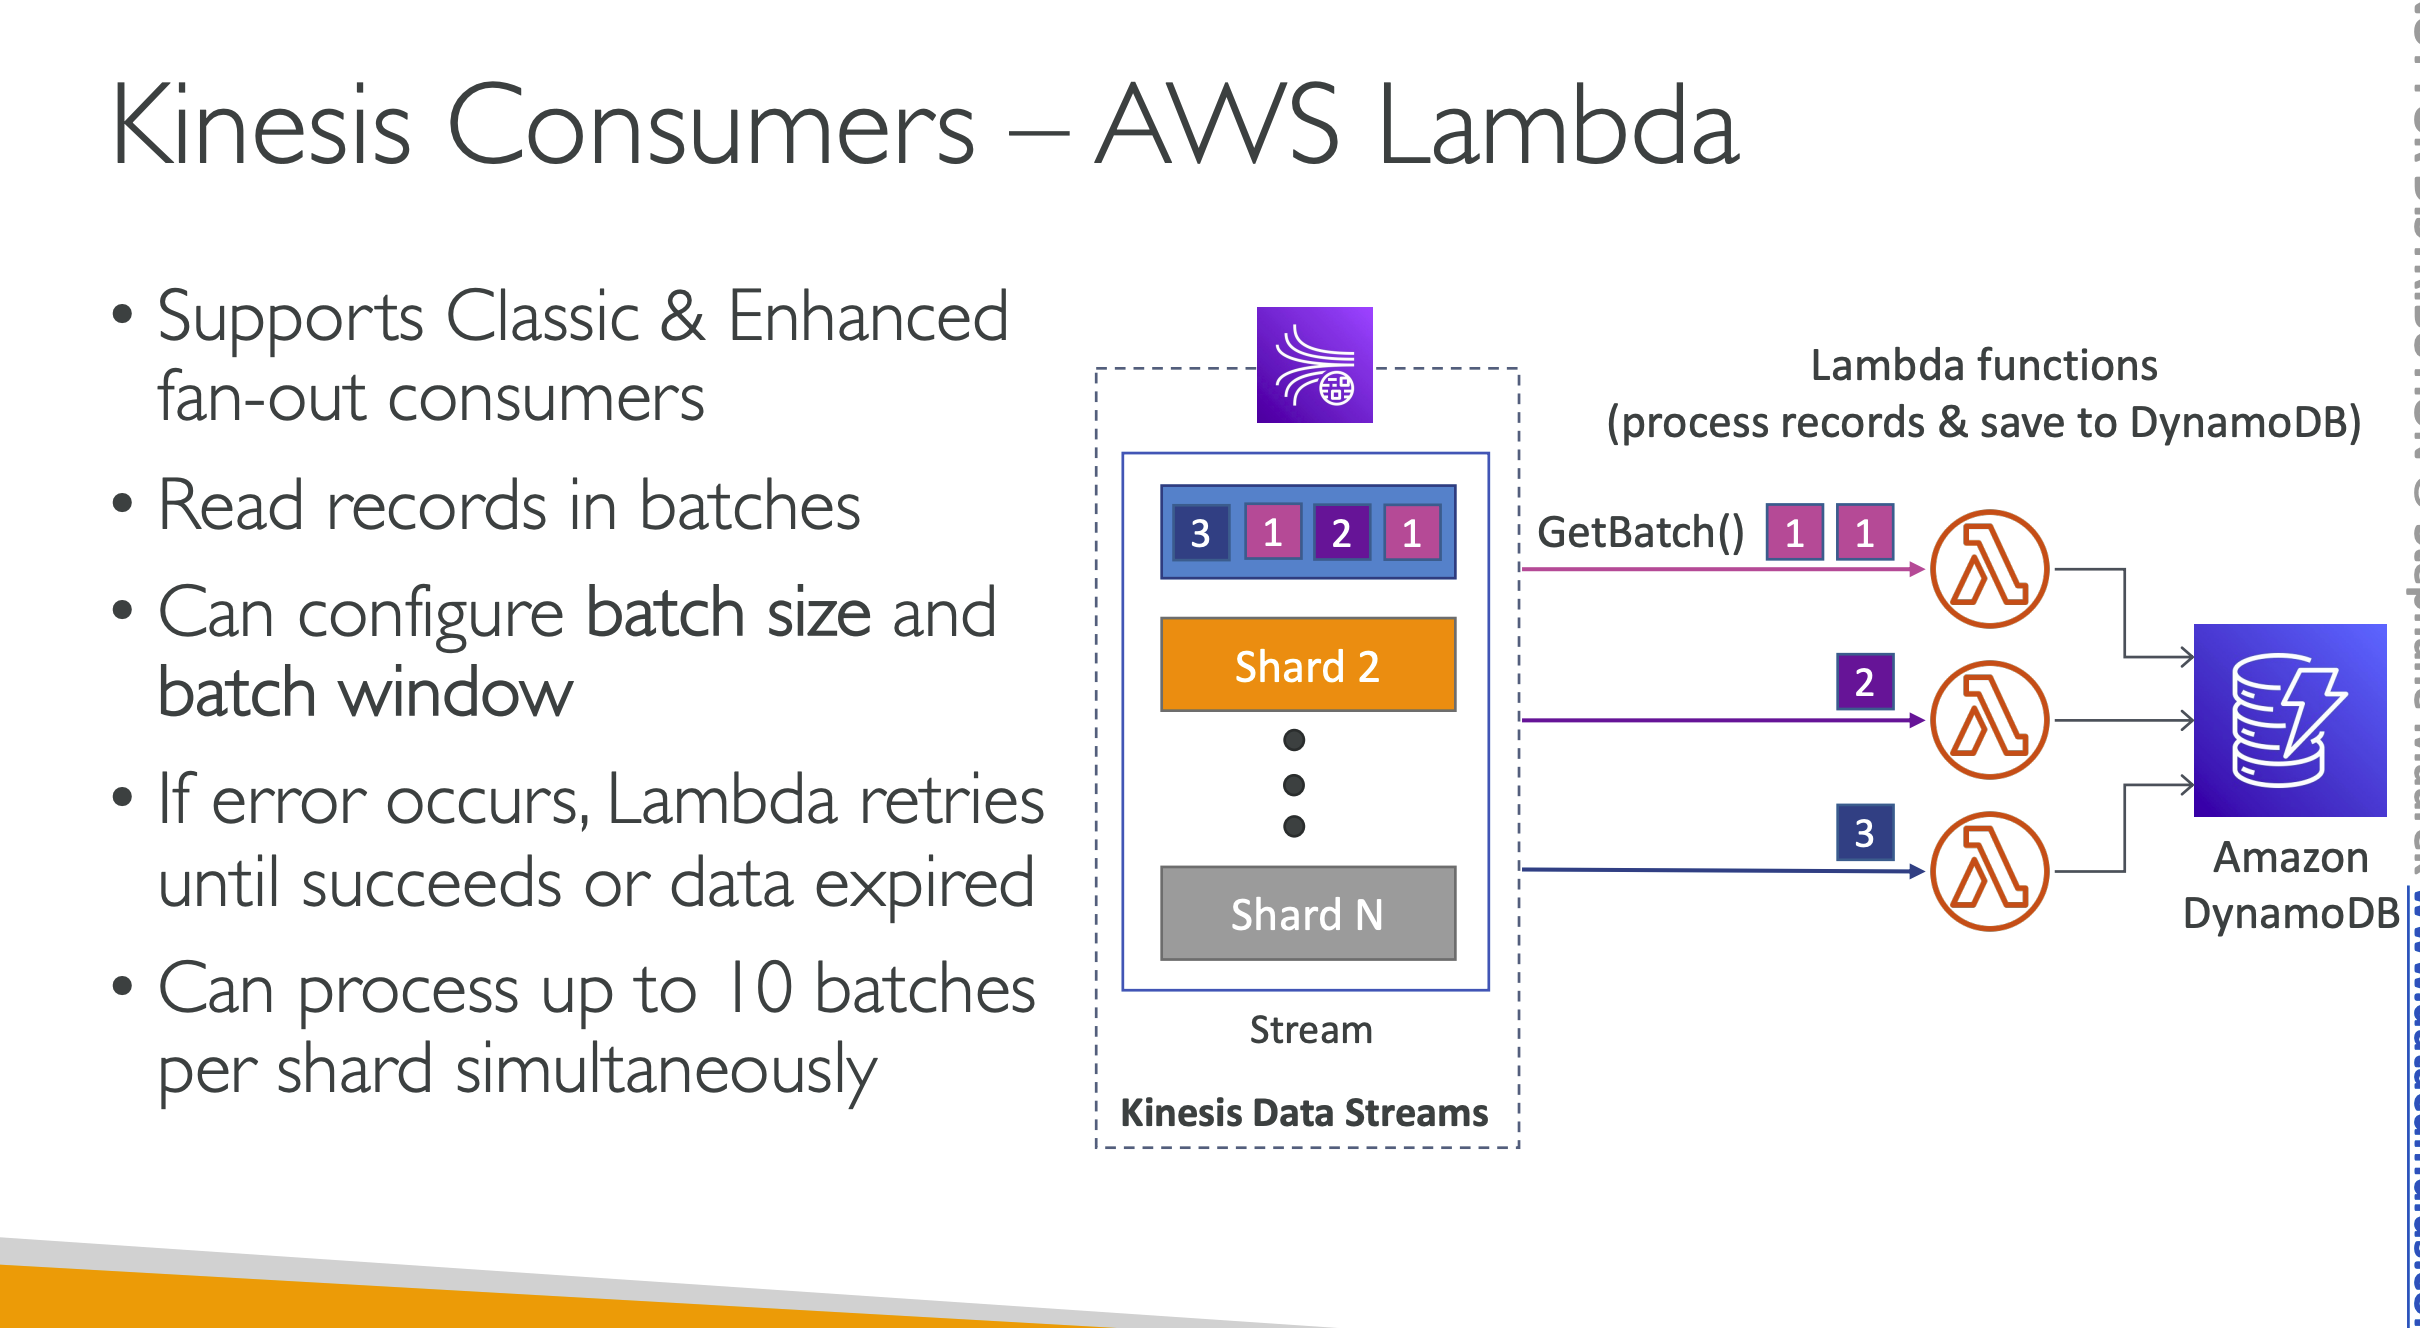 Kinesis Consumers – AWS Lambda
• Supports Classic & Enhanced
fan-out consumers
• Read records in batches
• Can configure batch size and
batch window
• If error occurs, Lambda retries
until succeeds or data expired
• Can process up to 10 batches
per shard simultaneously
3 1 2 1
Shard 2
Shard N
Stream
Kinesis Data Streams
Lambda functions
(process records & save to DynamoDB)
GetBatch() 1 1
2
3
Amazon
DynamoDB